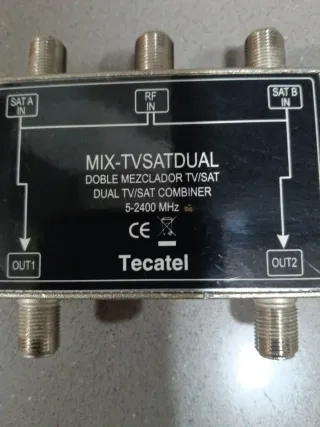 SAT A
IN
RF
IN
SAT B
IN
MIX-TVSATDUAL
DOBLE MEZCLADOR TV/SAT
DUAL TV/SAT COMBINER
5-2400 MHz
CE
OUT1
Tecatel
OUT2